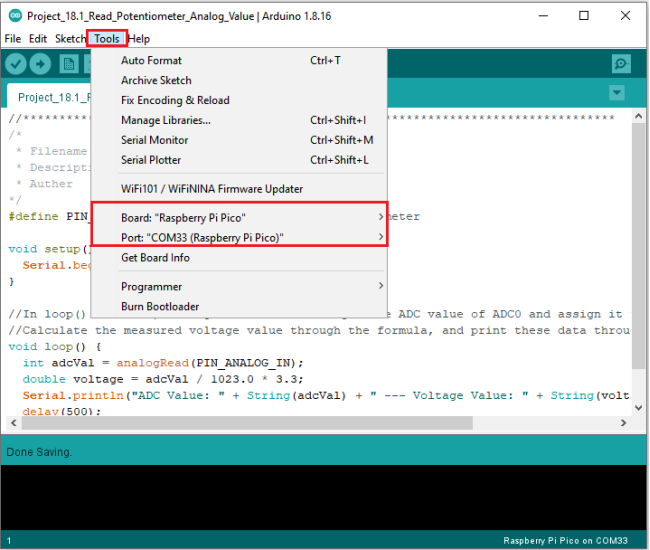 Project_18.1_Read_Potentiometer_Analog_Value | Arduino 1.8.16
File Edit Sketch Tools Help
Auto Format Ctrl+T
Archive Sketch
Fix Encoding & Reload
Manage Libraries... Ctrl+Shift+I
Serial Monitor Ctrl+Shift+M
Serial Plotter Ctrl+Shift+L
WiFi101 / WiFiNINA Firmware Updater
Board: "Raspberry Pi Pico"
Port: "COM33 (Raspberry Pi Pico)"
Get Board Info
Programmer
Burn Bootloader
Project_18.1_
//*
/*
* Filename
* Descripti
* Auther
*/
#define PIN_ meter
void setup(
Serial.be
}
//In loop() e ADC value of ADC0 and assign it
//Calculate the measured voltage value through the formula, and print these data throu
void loop() {
int adcVal = analogRead(PIN_ANALOG_IN);
double voltage = adcVal / 1023.0 * 3.3;
Serial.println("ADC Value: " + String(adcVal) + " --- Voltage Value: " + String(volt
delay(500);
Done Saving.
1 Raspberry Pi Pico on COM33